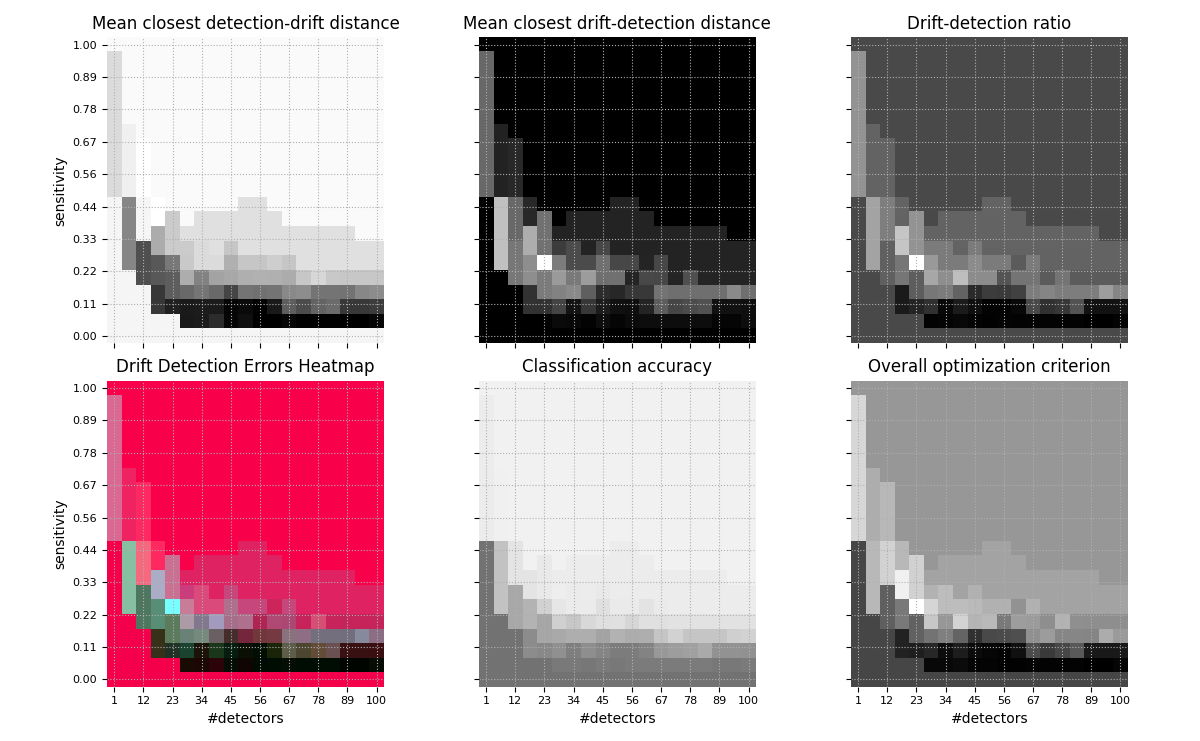 Mean closest detection-drift distance
Mean closest drift-detection distance
Drift-detection ratio
1.00
0.89
0.78
0.67
0.56
0.44
0.33
0.22
0.11
0.00
sensitivity
Drift Detection Errors Heatmap
Classification accuracy
Overall optimization criterion
1.00
0.89
0.78
0.67
0.56
0.44
0.33
0.22
0.11
0.00
sensitivity
1 12 23 34 45 56 67 78 89 100
1 12 23 34 45 56 67 78 89 100
1 12 23 34 45 56 67 78 89 100
#detectors
#detectors
#detectors